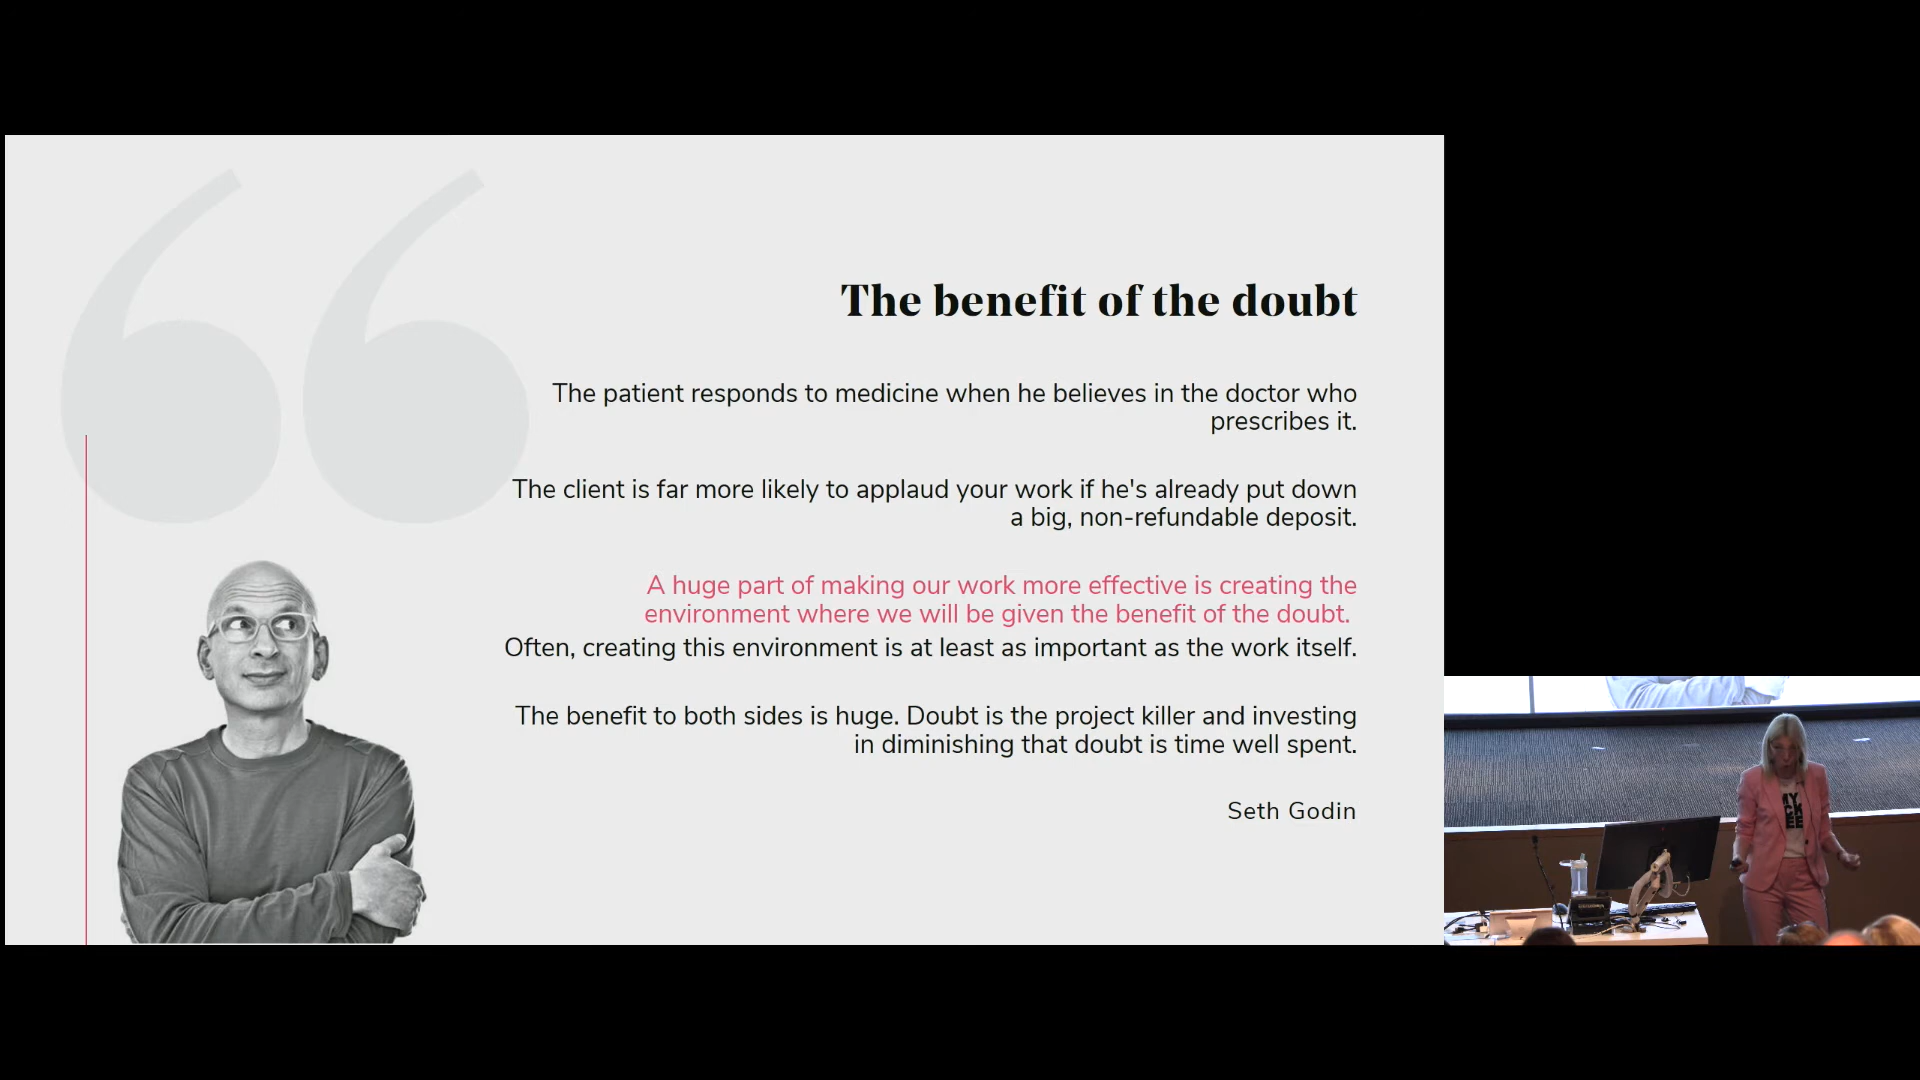 The benefit of the doubt
The patient responds to medicine when he believes in the doctor who
prescribes it.
The client is far more likely to applaud your work if he's already put down
a big, non-refundable deposit.
A huge part of making our work more effective is creating the
environment where we will be given the benefit of the doubt.
Often, creating this environment is at least as important as the work itself.
The benefit to both sides is huge. Doubt is the project killer and investing
in diminishing that doubt is time well spent.
Seth Godin